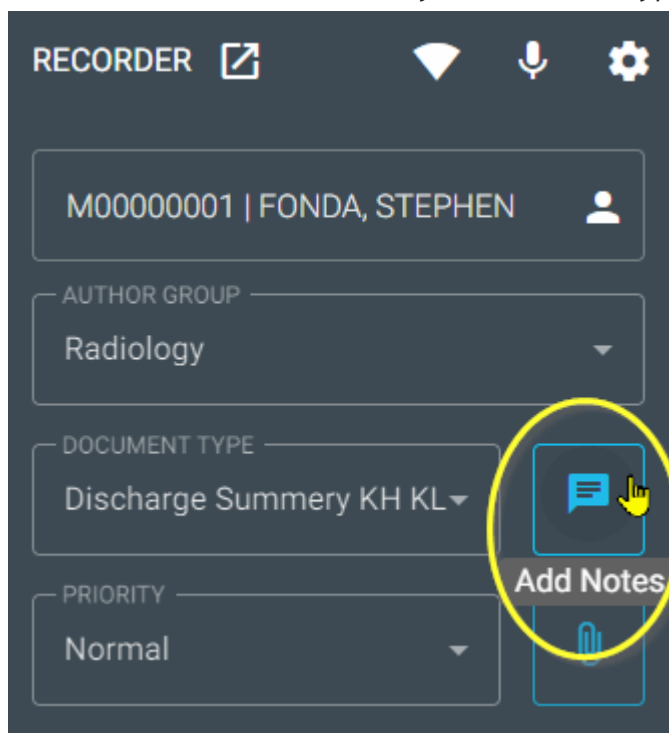 RECORDER
M00000001 | FONDA, STEPHEN
AUTHOR GROUP
Radiology
DOCUMENT TYPE
Discharge Summery KH KL
Add Notes
PRIORITY
Normal